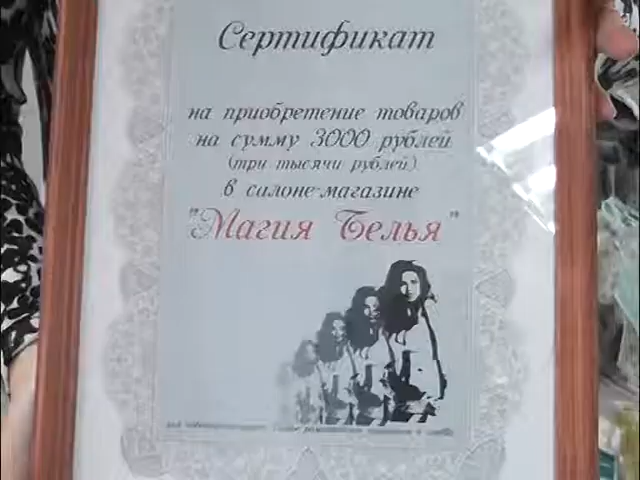 Сертификат
на приобретение товаров
на сумму 3000 рублей
(три тысячи рублей)
в салоне-магазине
"Магия Белья"